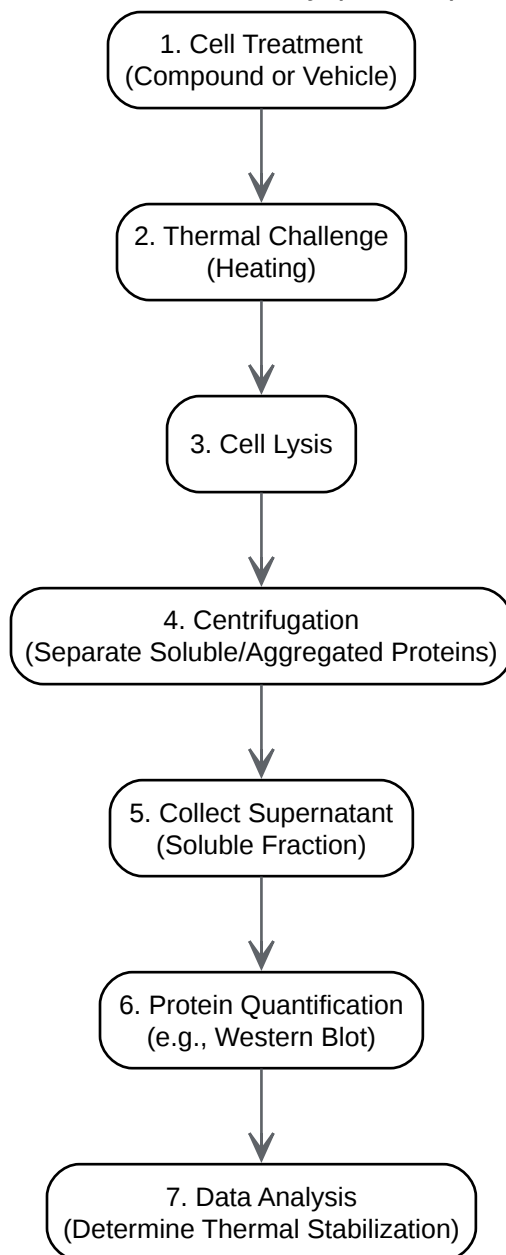 1. Cell Treatment
(Compound or Vehicle)
2. Thermal Challenge
(Heating)
3. Cell Lysis
4. Centrifugation
(Separate Soluble/Aggregated Proteins)
5. Collect Supernatant
(Soluble Fraction)
6. Protein Quantification
(e.g., Western Blot)
7. Data Analysis
(Determine Thermal Stabilization)